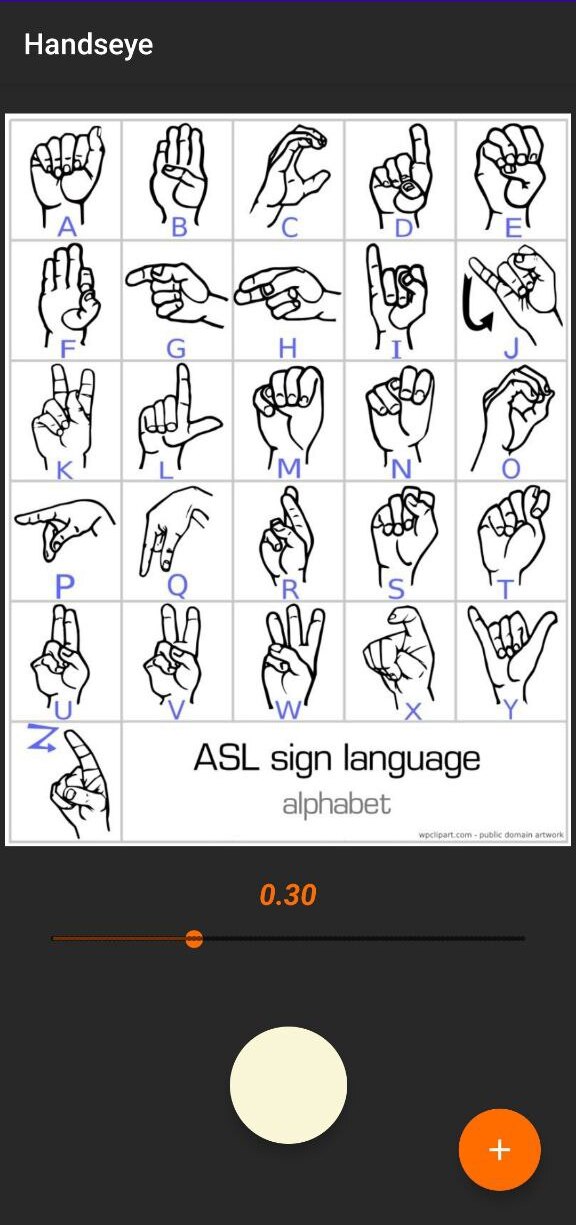 Handseye
A B C D E
F G H I J
K L M N O
P Q R S T
U V W X Y
Z
ASL sign language
alphabet
wpclipart.com - public domain artwork
0.30
+